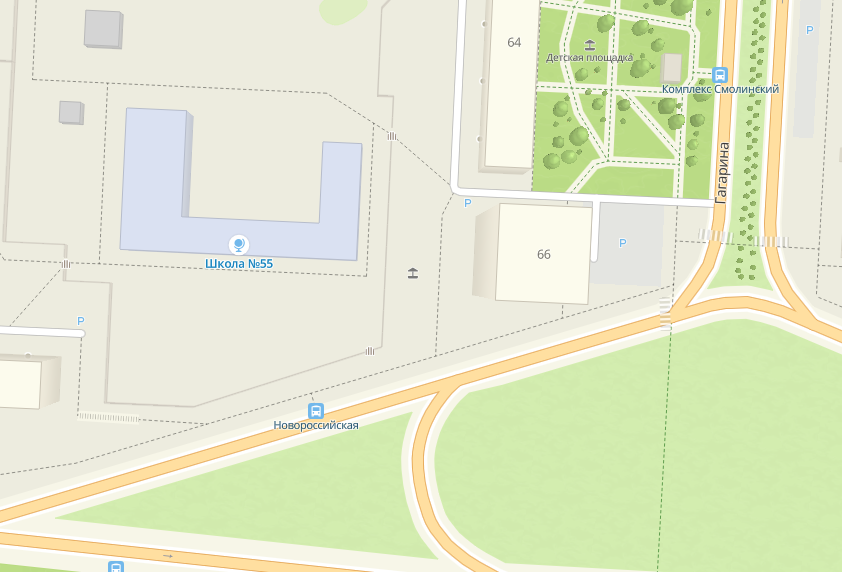 64
Детская площадка
Р
Комплекс Смолинский
Гагарина
Р
66
Р
Школа №55
Р
Новороссийская